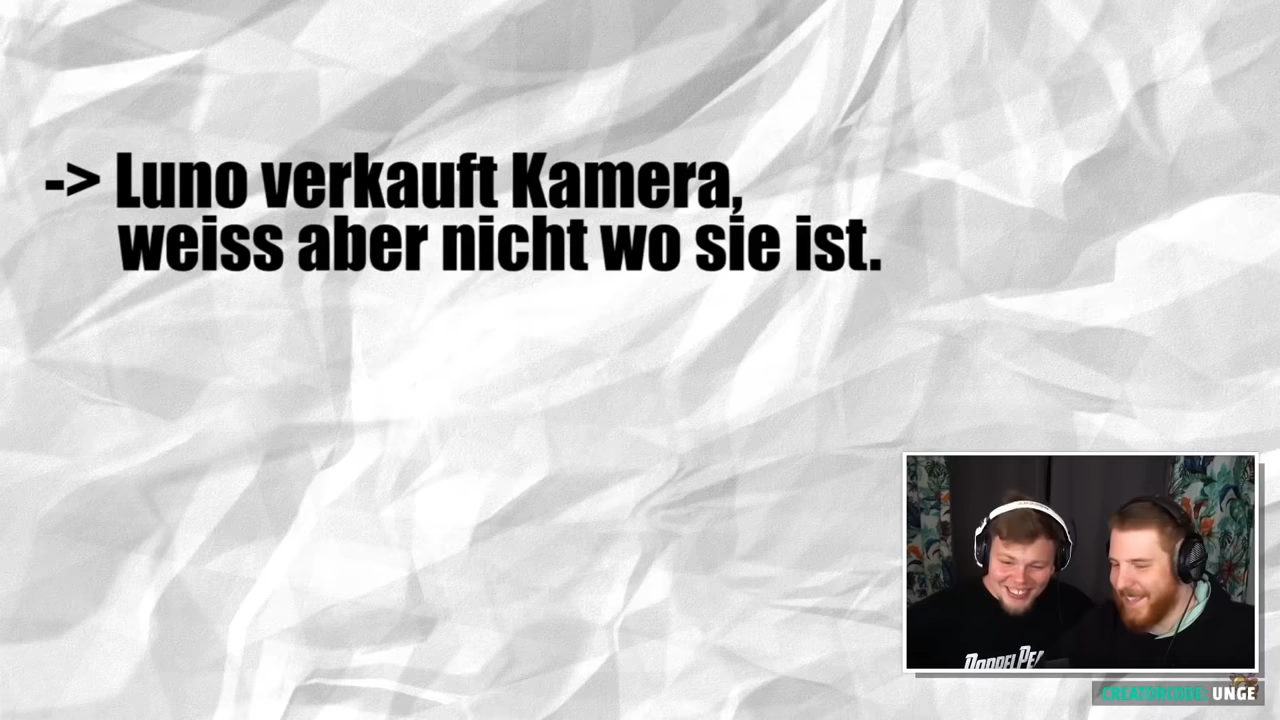 -> Luno verkauft Kamera,
weiss aber nicht wo sie ist.
CREATORCODE: UNGE